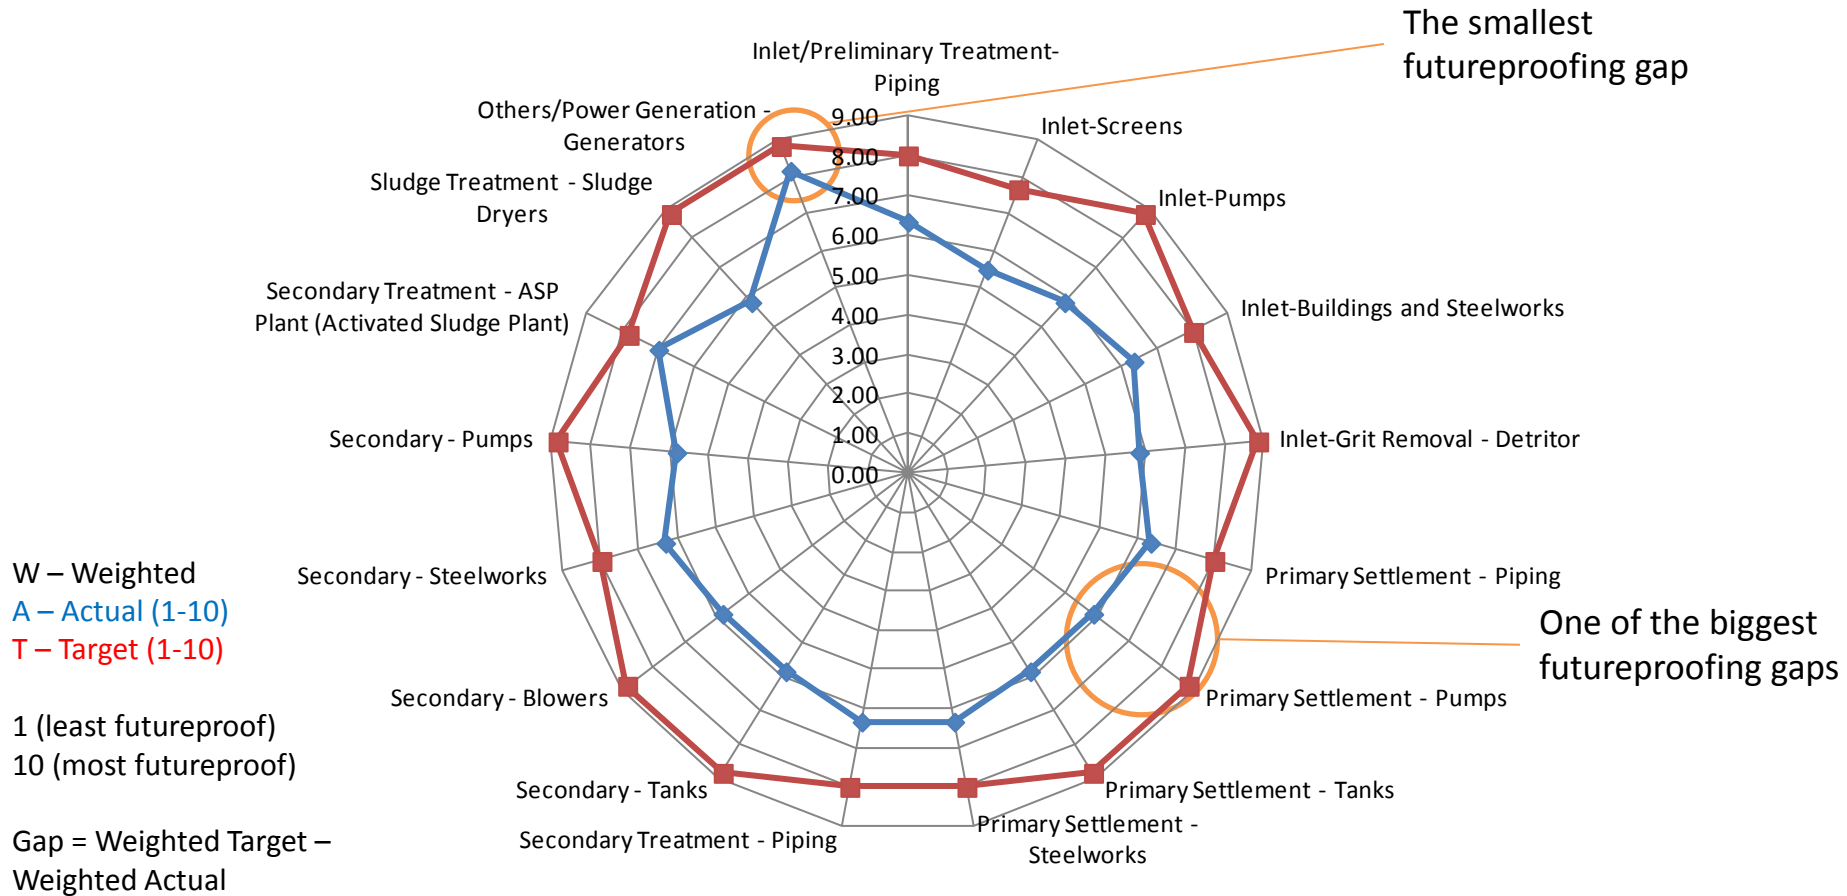 The smallest
futureproofing gap
Inlet/Preliminary Treatment-
Piping
Others/Power Generation -
Generators
9.00
Inlet-Screens
8.00
Sludge Treatment - Sludge
Dryers
7.00
Inlet-Pumps
6.00
5.00
Secondary Treatment - ASP
Plant (Activated Sludge Plant)
Inlet-Buildings and Steelworks
4.00
3.00
2.00
Secondary - Pumps
1.00
Inlet-Grit Removal - Detritor
0.00
W – Weighted
A – Actual (1-10)
T – Target (1-10)
Secondary - Steelworks
Primary Settlement - Piping
One of the biggest
futureproofing gaps
Secondary - Blowers
Primary Settlement - Pumps
1 (least futureproof)
10 (most futureproof)
Secondary - Tanks
Primary Settlement - Tanks
Secondary Treatment - Piping
Primary Settlement -
Steelworks
Gap = Weighted Target –
Weighted Actual